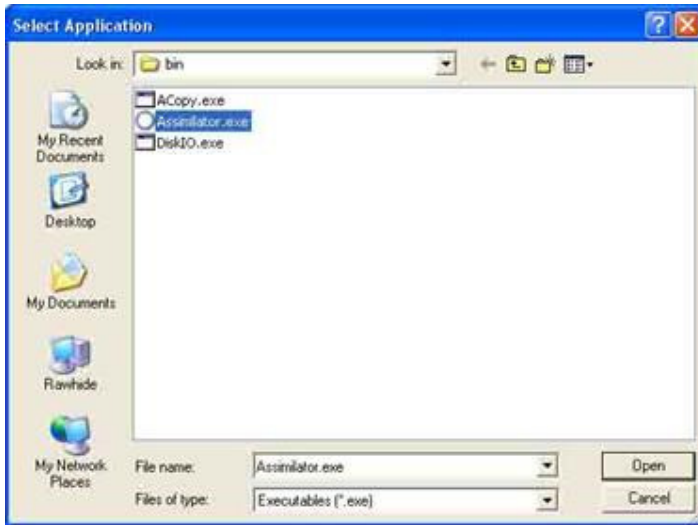 Select Application
Look in: bin
ACopy.exe
Assimilator.exe
DiskIO.exe
My Recent
Documents
Desktop
My Documents
Rawhide
My Network
Places
File name: Assimilator.exe Open
Files of type: Executables (*.exe) Cancel